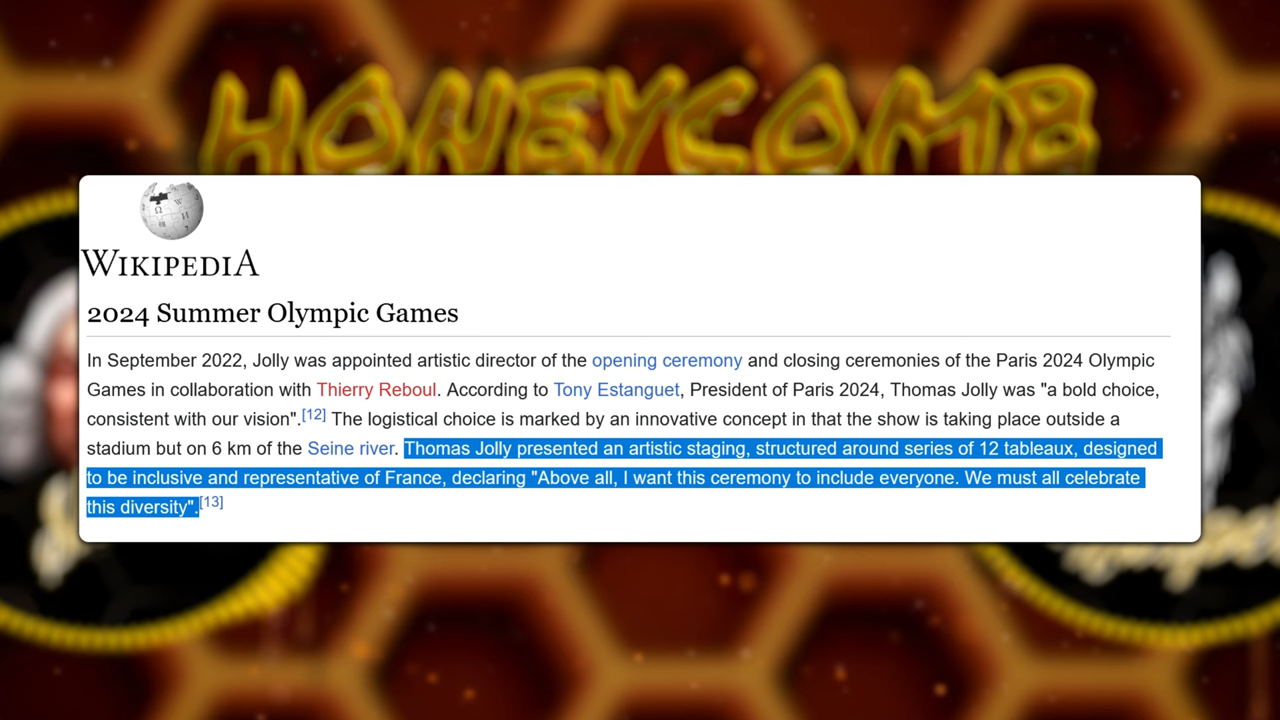 HONEYCOMB
WIKIPEDIA
2024 Summer Olympic Games
In September 2022, Jolly was appointed artistic director of the opening ceremony and closing ceremonies of the Paris 2024 Olympic
Games in collaboration with Thierry Reboul. According to Tony Estanguet, President of Paris 2024, Thomas Jolly was "a bold choice,
consistent with our vision".[12] The logistical choice is marked by an innovative concept in that the show is taking place outside a
stadium but on 6 km of the Seine river. Thomas Jolly presented an artistic staging, structured around series of 12 tableaux, designed
to be inclusive and representative of France, declaring "Above all, I want this ceremony to include everyone. We must all celebrate
this diversity".[13]